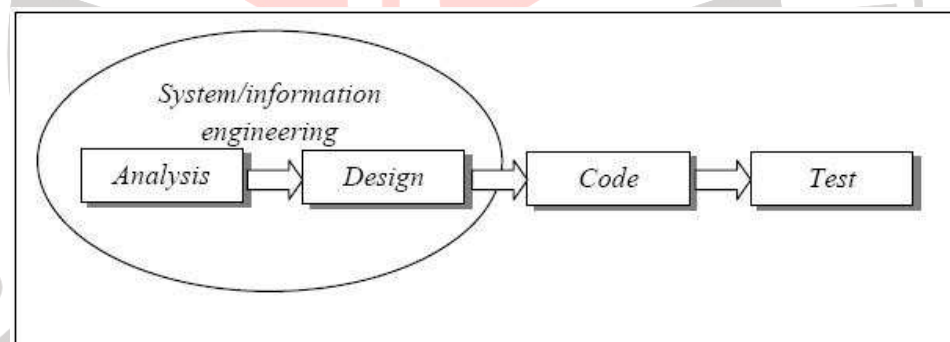 System/information
engineering
Analysis
Design
Code
Test